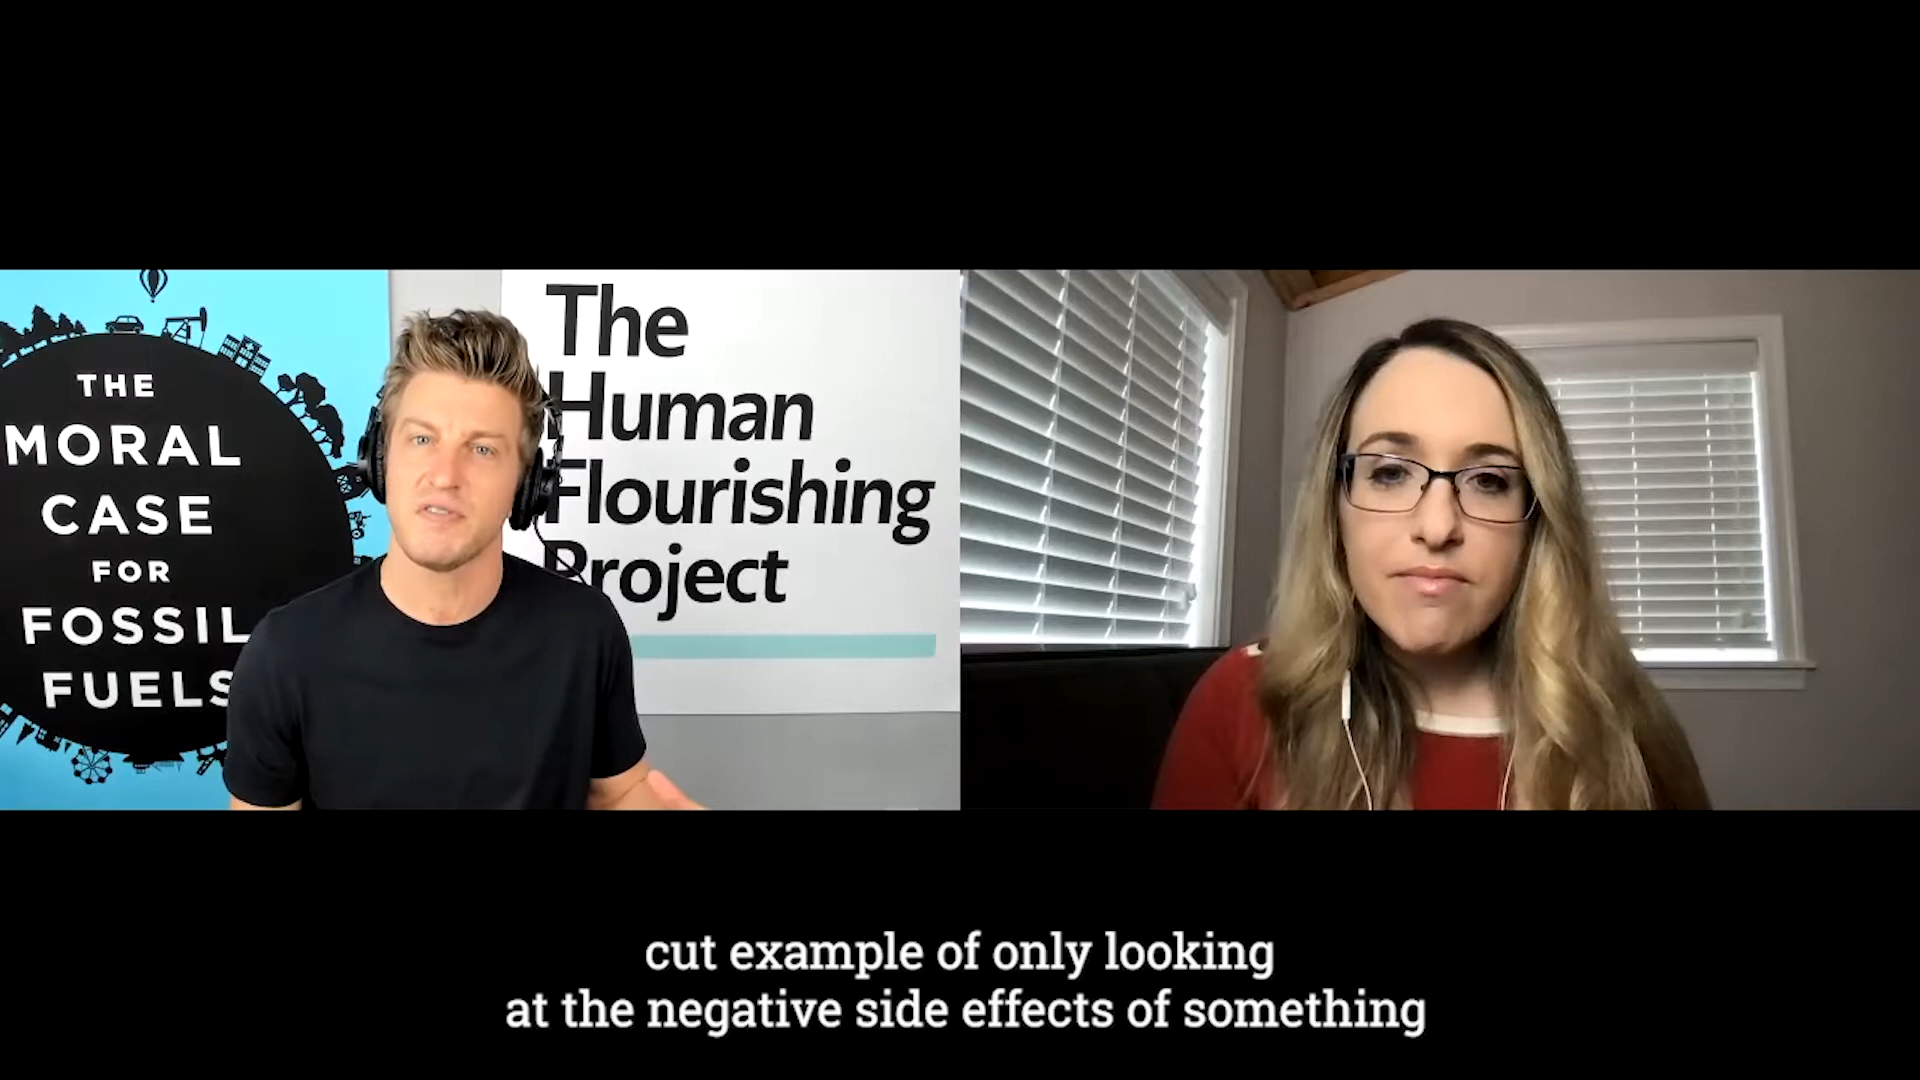 THE
MORAL
CASE
FOR
FOSSIL
FUELS
The
Human
Flourishing
Project
cut example of only looking
at the negative side effects of something